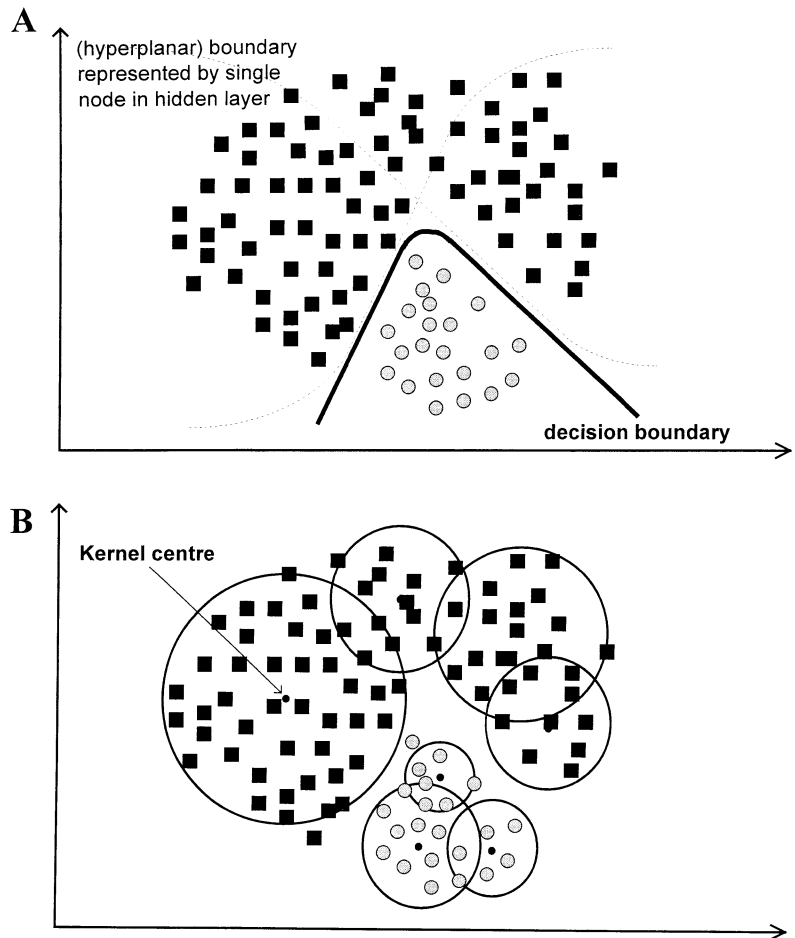 A
(hyperplanar) boundary
represented by single
node in hidden layer
decision boundary
B
Kernel centre